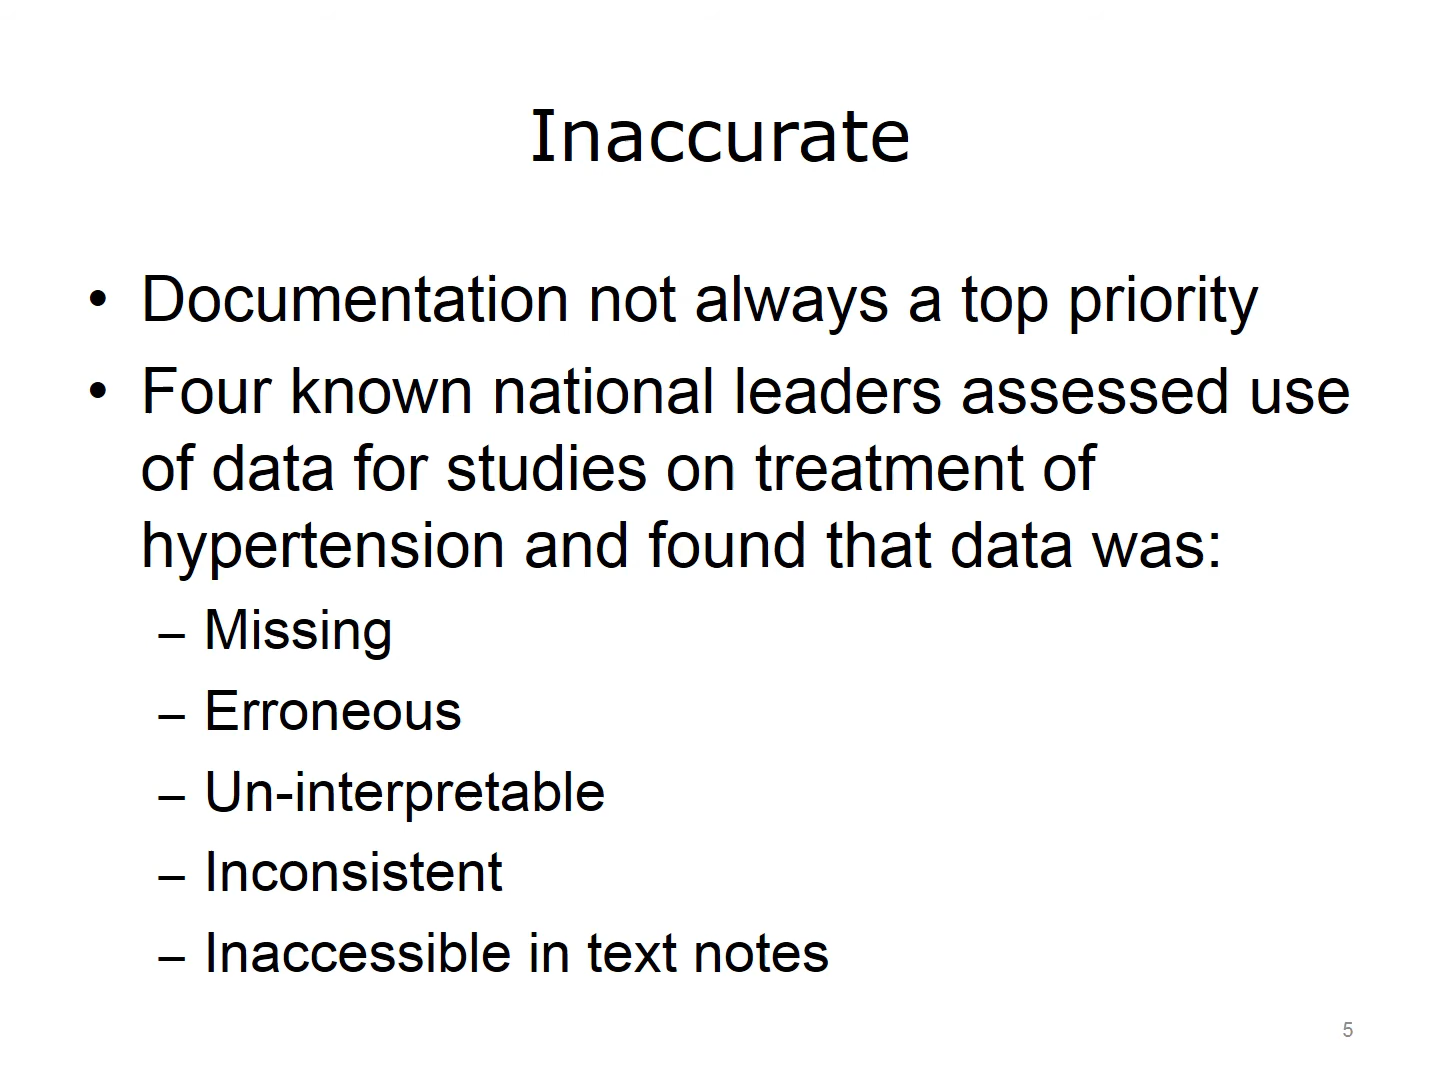 Inaccurate
• Documentation not always a top priority
• Four known national leaders assessed use
of data for studies on treatment of
hypertension and found that data was:
– Missing
– Erroneous
– Un-interpretable
– Inconsistent
– Inaccessible in text notes
5